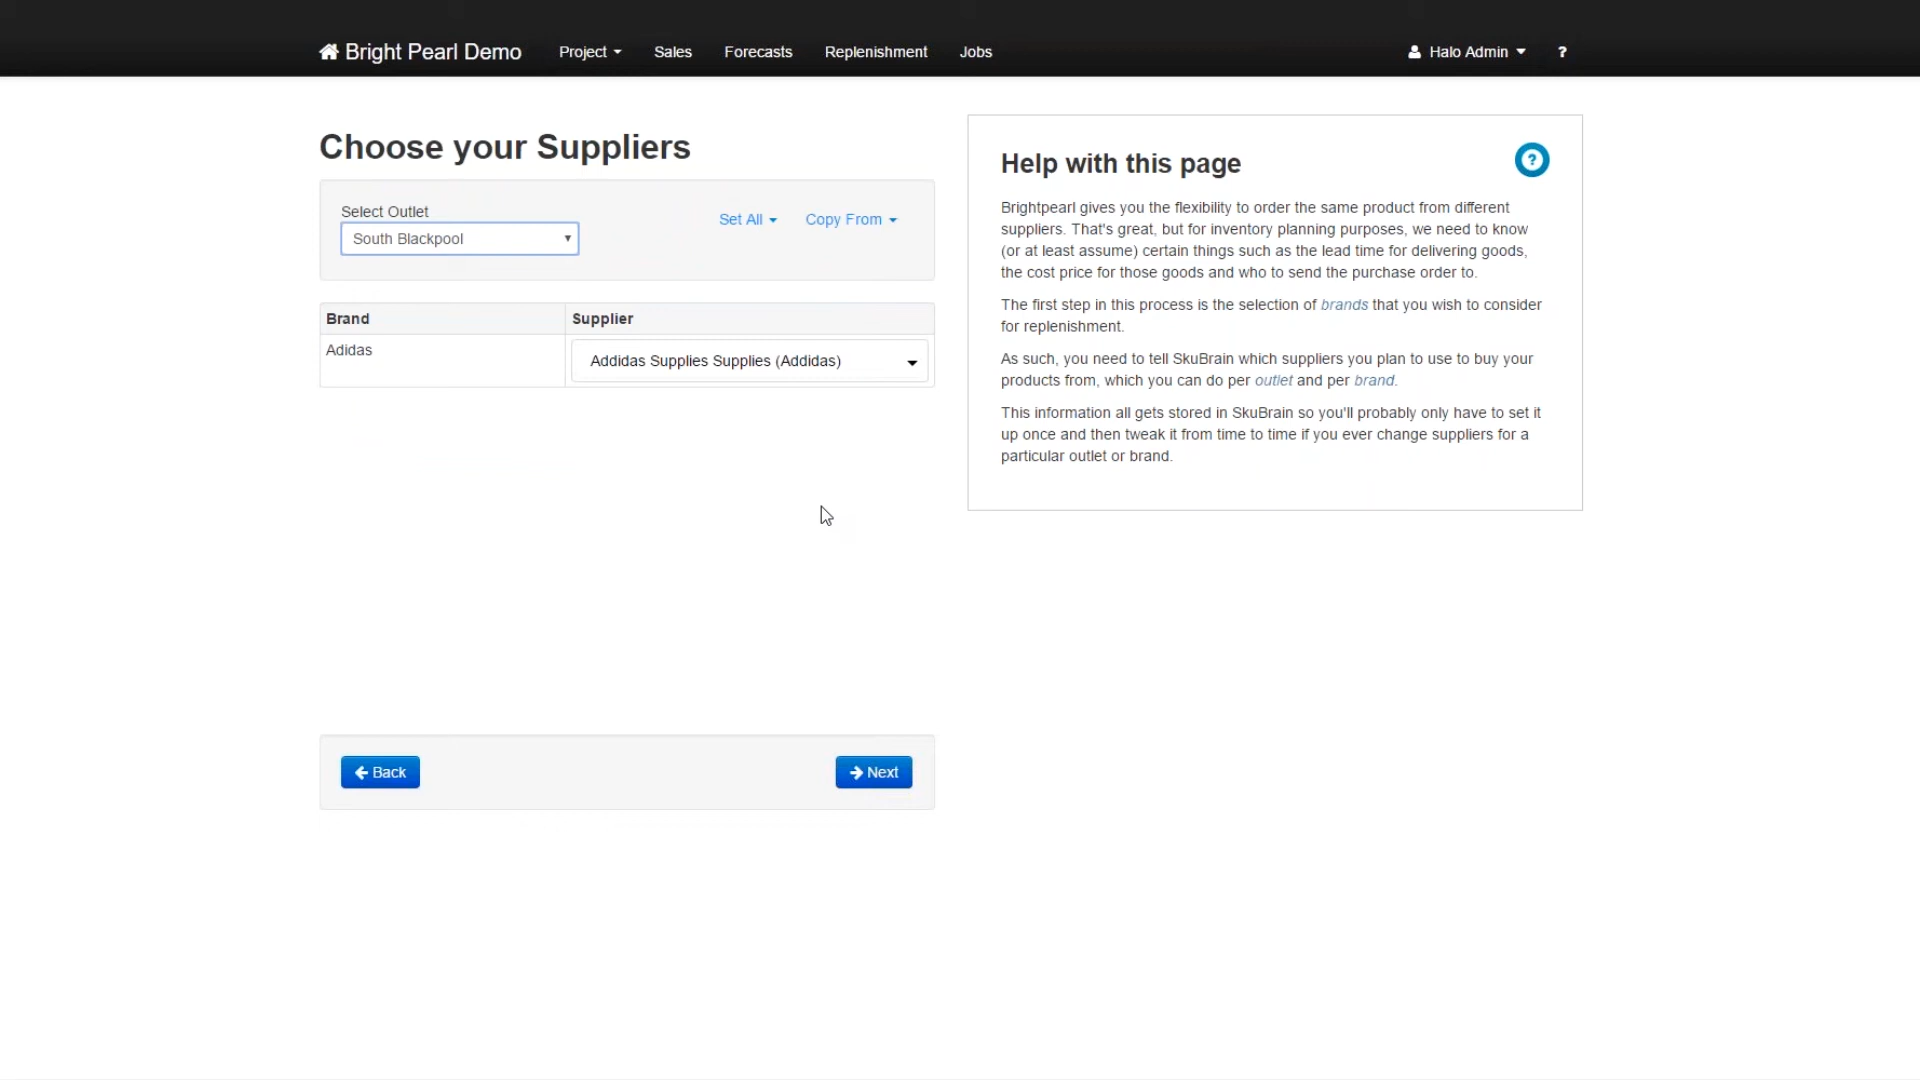 Bright Pearl Demo Project Sales Forecasts Replenishment Jobs Halo Admin ?
Choose your Suppliers
Select Outlet
South Blackpool
Set All Copy From
Brand Supplier
Adidas Addidas Supplies Supplies (Addidas)
Back Next
Help with this page ?
Brightpearl gives you the flexibility to order the same product from different
suppliers. That's great, but for inventory planning purposes, we need to know
(or at least assume) certain things such as the lead time for delivering goods,
the cost price for those goods and who to send the purchase order to.
The first step in this process is the selection of brands that you wish to consider
for replenishment.
As such, you need to tell SkuBrain which suppliers you plan to use to buy your
products from, which you can do per outlet and per brand.
This information all gets stored in SkuBrain so you'll probably only have to set it
up once and then tweak it from time to time if you ever change suppliers for a
particular outlet or brand.